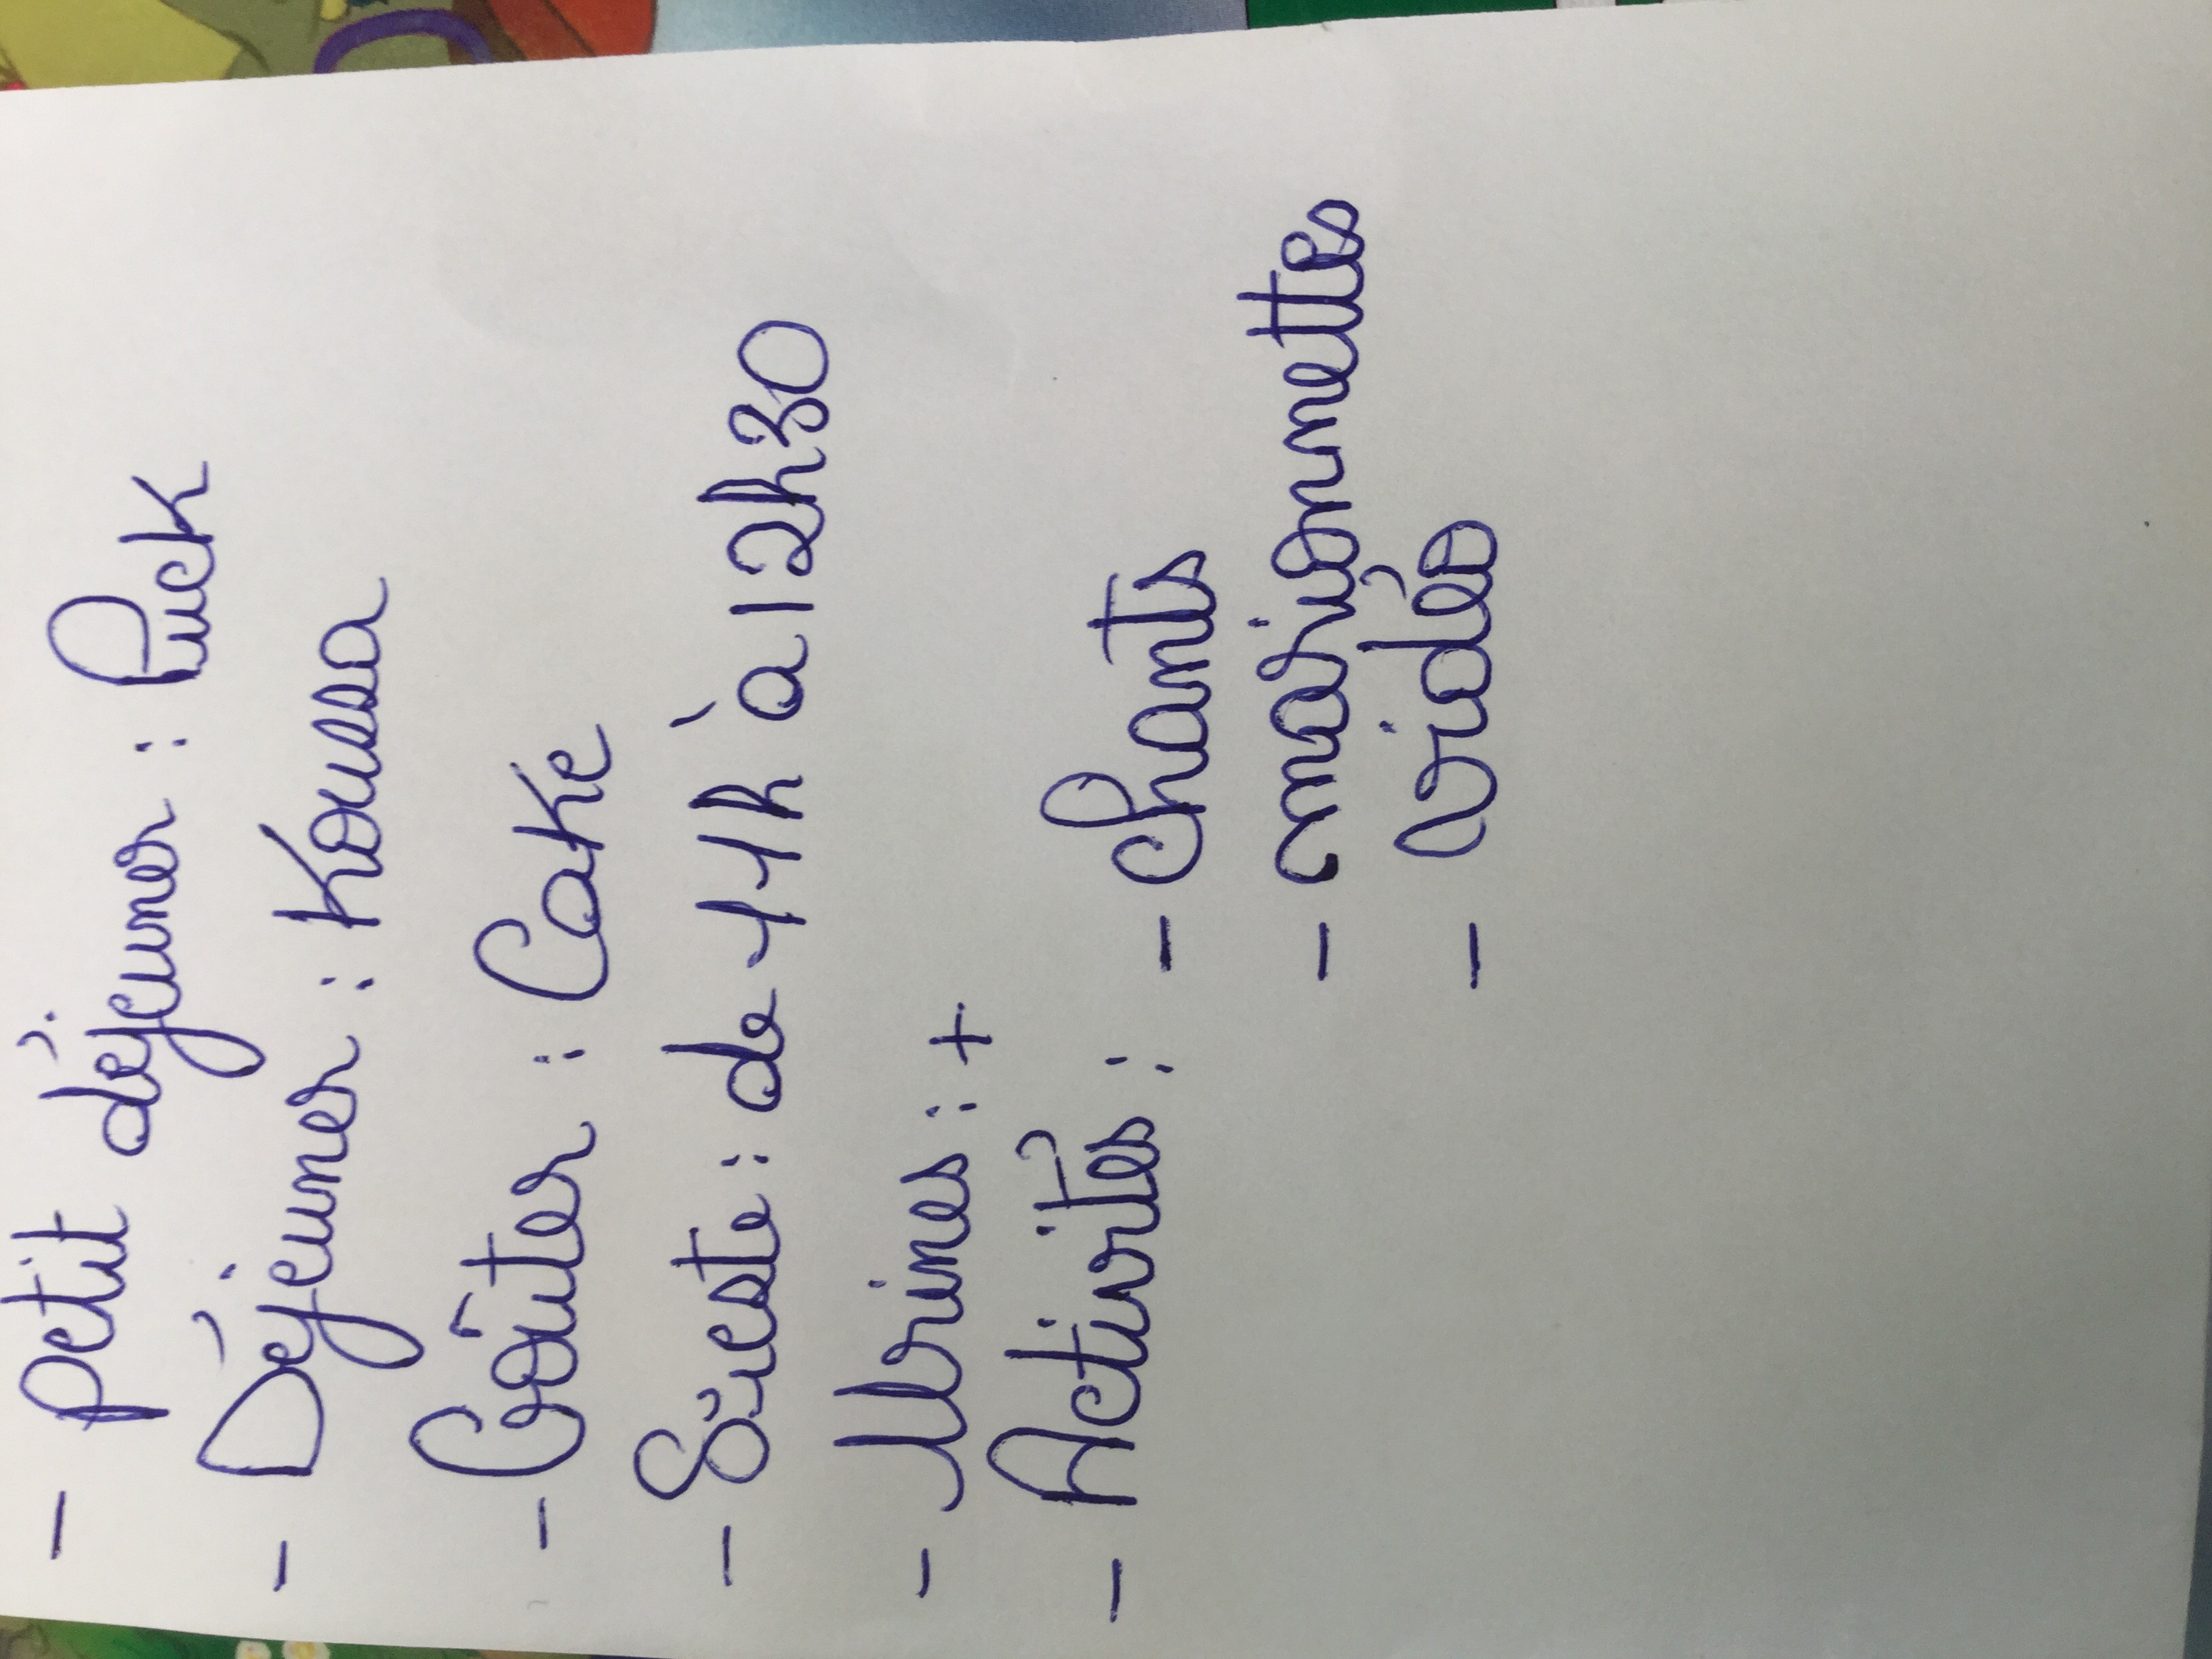 - Petit déjeuner : Puck
- Déjeuner : Koussa
- Goûter : Cake
- Sieste : de 11h à 12h30
- Urines : +
- Activités : - chants
- marionnettes
- vidéo